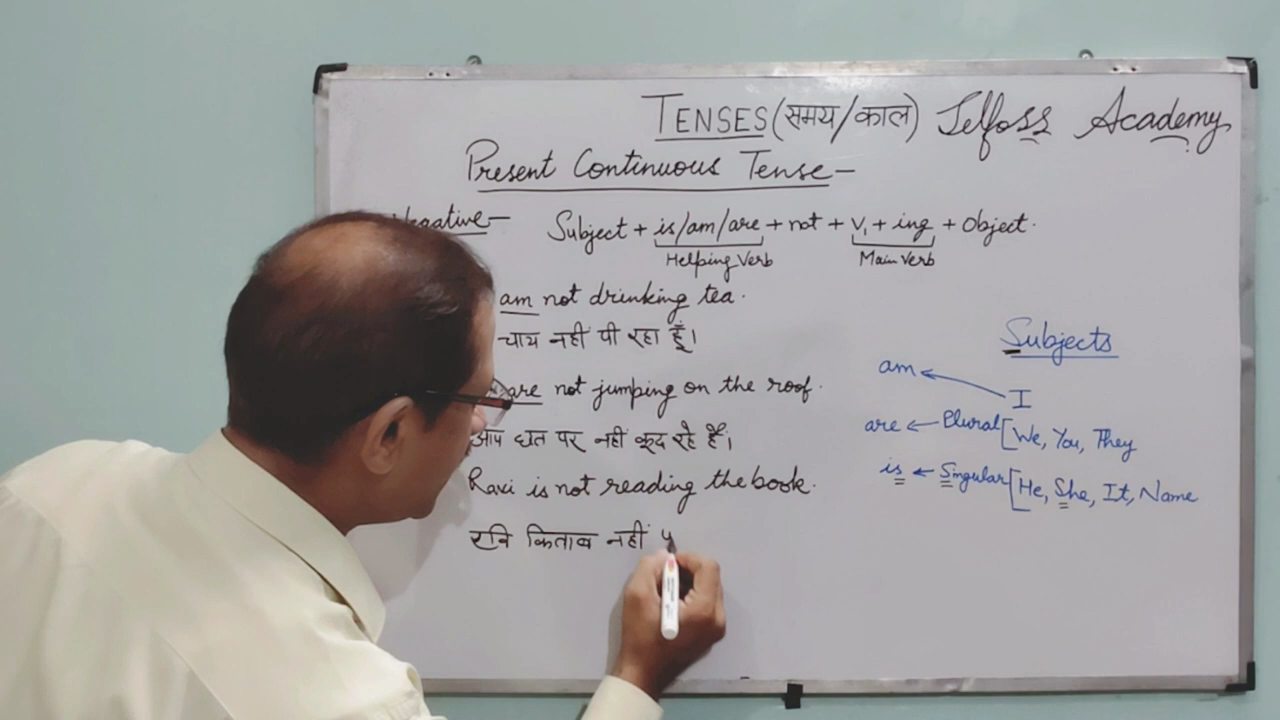 TENSES (समय/काल) Selfoss Academy
Present Continuous Tense-
Negative- Subject + is/am/are + not + V₁ + ing + Object.
Helping Verb Main Verb
am not drinking tea.
चाय नहीं पी रहा हूँ।
are not jumping on the roof.
आप छत पर नहीं कूद रहे हैं।
Ravi is not reading the book.
रवि किताब नहीं प
Subjects
am ← I
are ← Plural [We, You, They
is ← Singular [He, She, It, Name